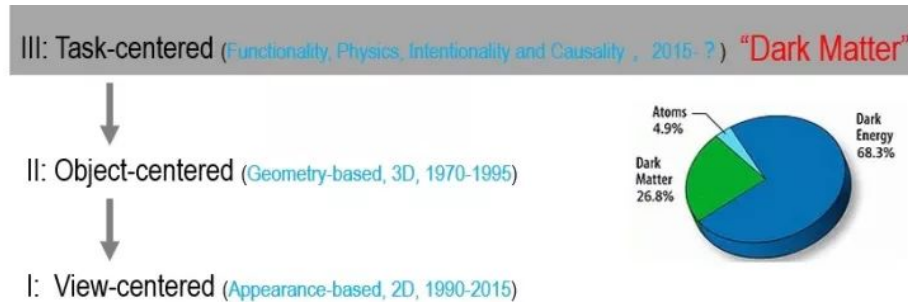 III: Task-centered (Functionality, Physics, Intentionality and Causality , 2015- ? ) “Dark Matter”
Atoms
4.9%
Dark
Energy
68.3%
Dark
Matter
26.8%
II: Object-centered (Geometry-based, 3D, 1970-1995)
I: View-centered (Appearance-based, 2D, 1990-2015)